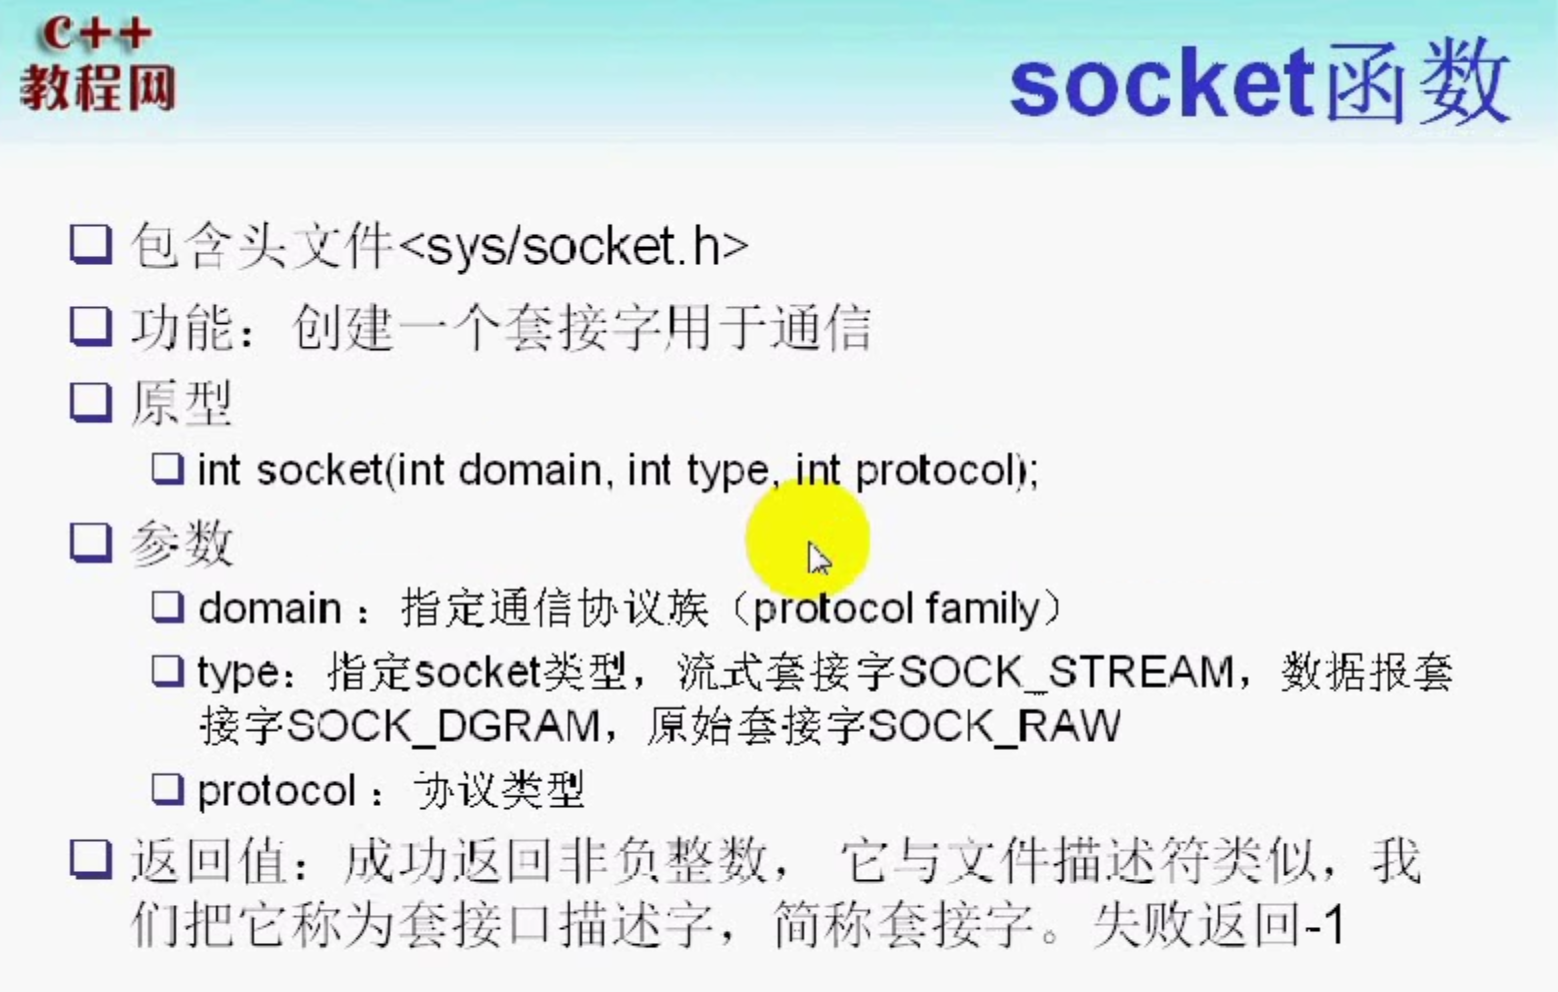 C++
教程网
socket函数
包含头文件<sys/socket.h>
功能：创建一个套接字用于通信
原型
int socket(int domain, int type, int protocol);
参数
domain ：指定通信协议族（protocol family）
type：指定socket类型，流式套接字SOCK_STREAM，数据报套
接字SOCK_DGRAM，原始套接字SOCK_RAW
protocol ：协议类型
返回值：成功返回非负整数， 它与文件描述符类似，我
们把它称为套接口描述字，简称套接字。失败返回-1